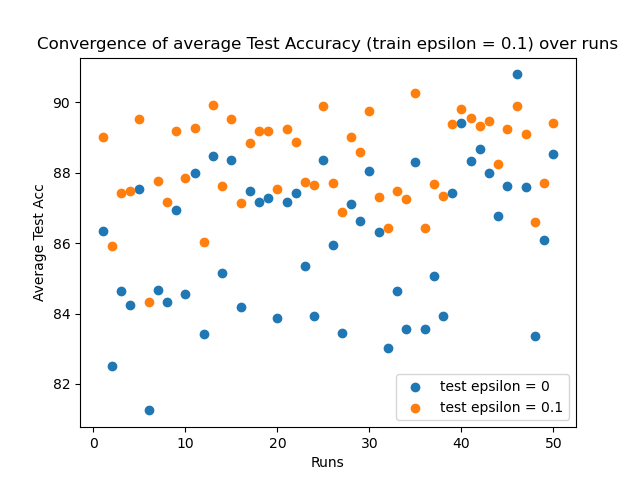 Convergence of average Test Accuracy (train epsilon = 0.1) over runs
Average Test Acc
90
88
86
84
82
0
10
20
30
40
50
Runs
test epsilon = 0
test epsilon = 0.1